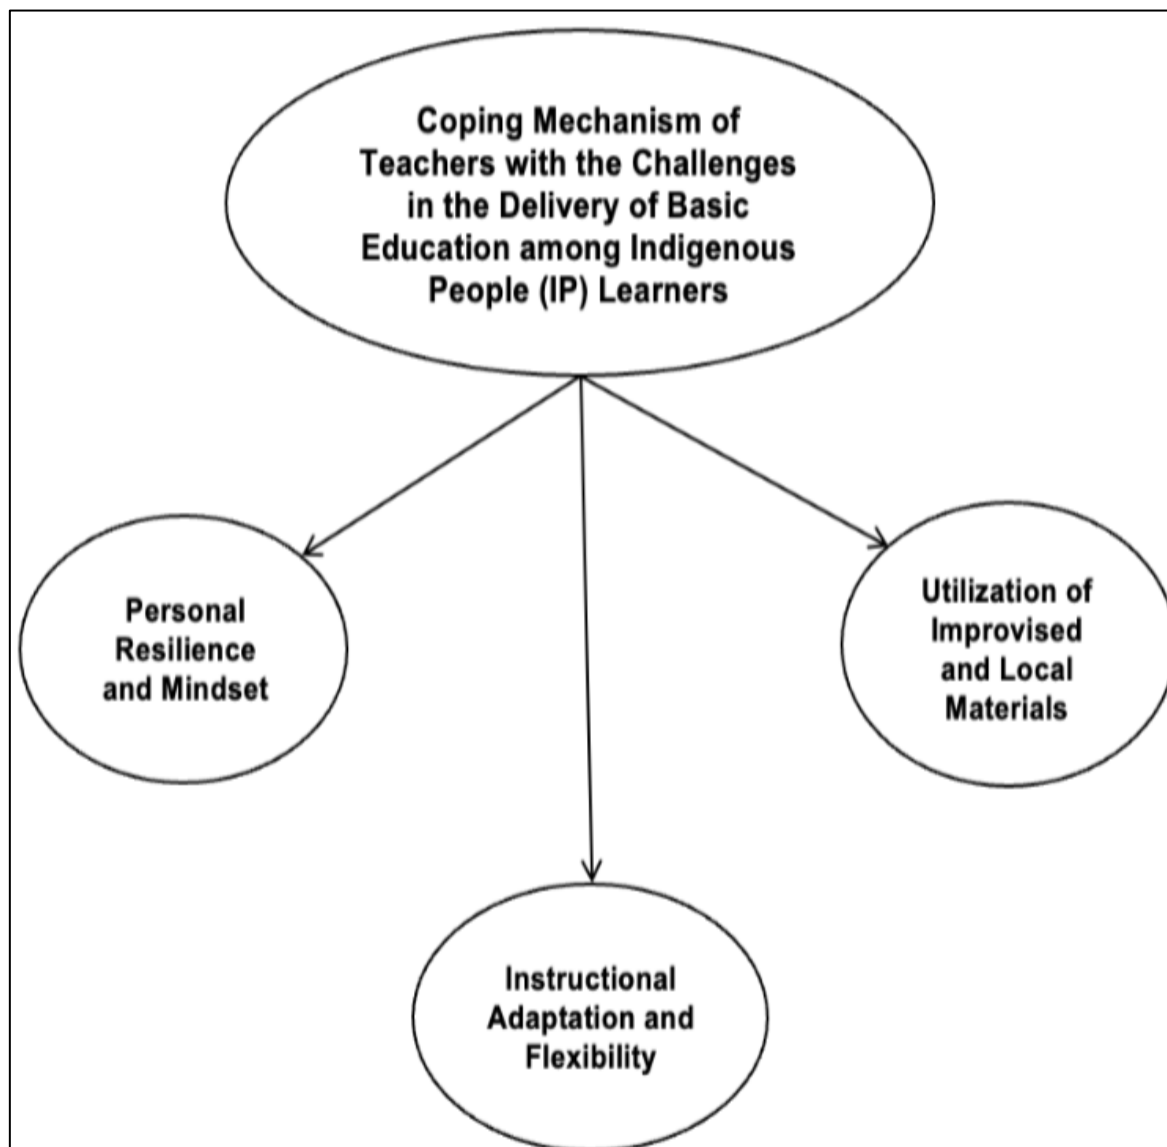 Coping Mechanism of
Teachers with the Challenges
in the Delivery of Basic
Education among Indigenous
People (IP) Learners
Personal
Resilience
and Mindset
Utilization of
Improvised
and Local
Materials
Instructional
Adaptation and
Flexibility